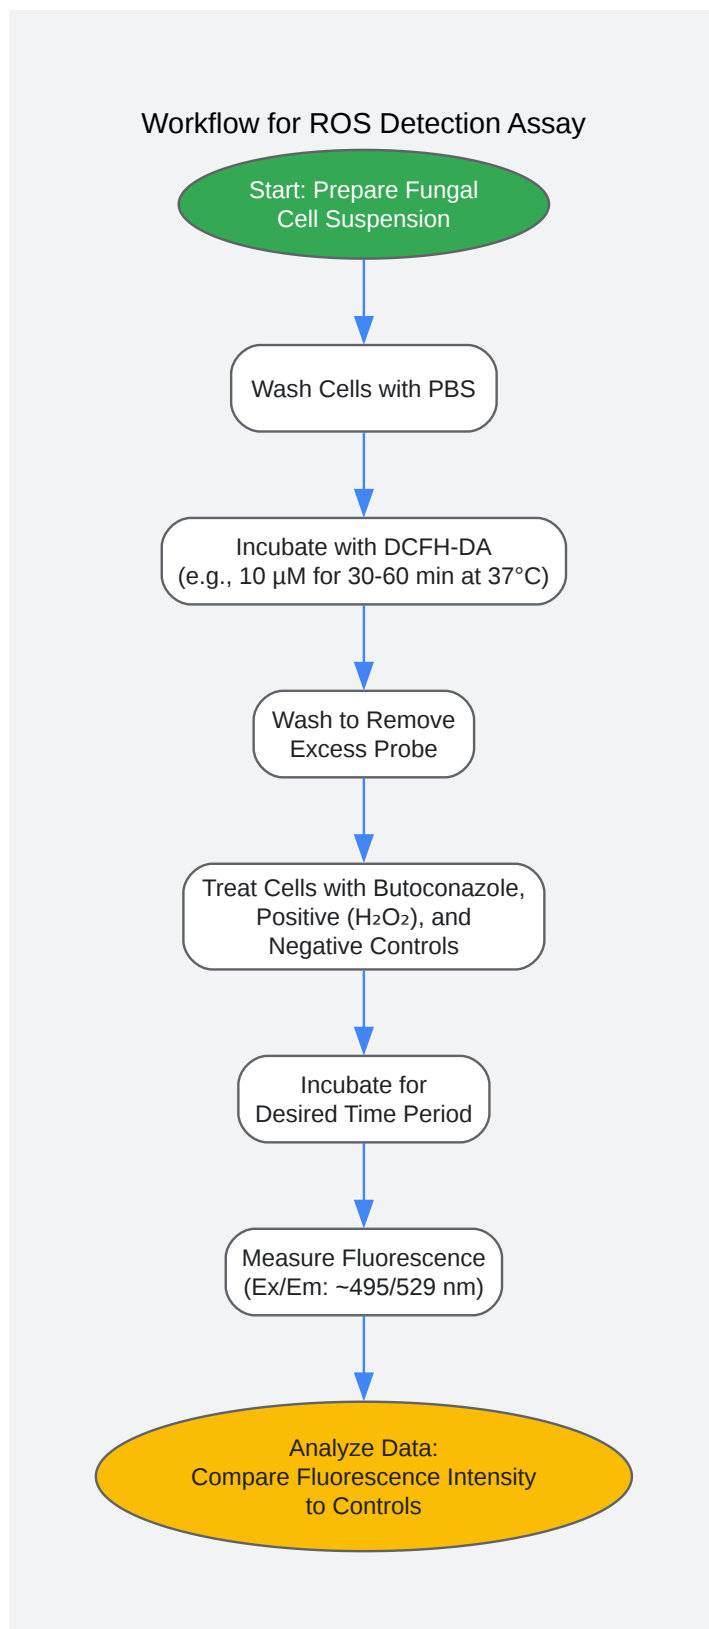 Workflow for ROS Detection Assay
Start: Prepare Fungal
Cell Suspension
Wash Cells with PBS
Incubate with DCFH-DA
(e.g., 10 µM for 30-60 min at 37°C)
Wash to Remove
Excess Probe
Treat Cells with Butoconazole,
Positive (H₂O₂), and
Negative Controls
Incubate for
Desired Time Period
Measure Fluorescence
(Ex/Em: ~495/529 nm)
Analyze Data:
Compare Fluorescence Intensity
to Controls